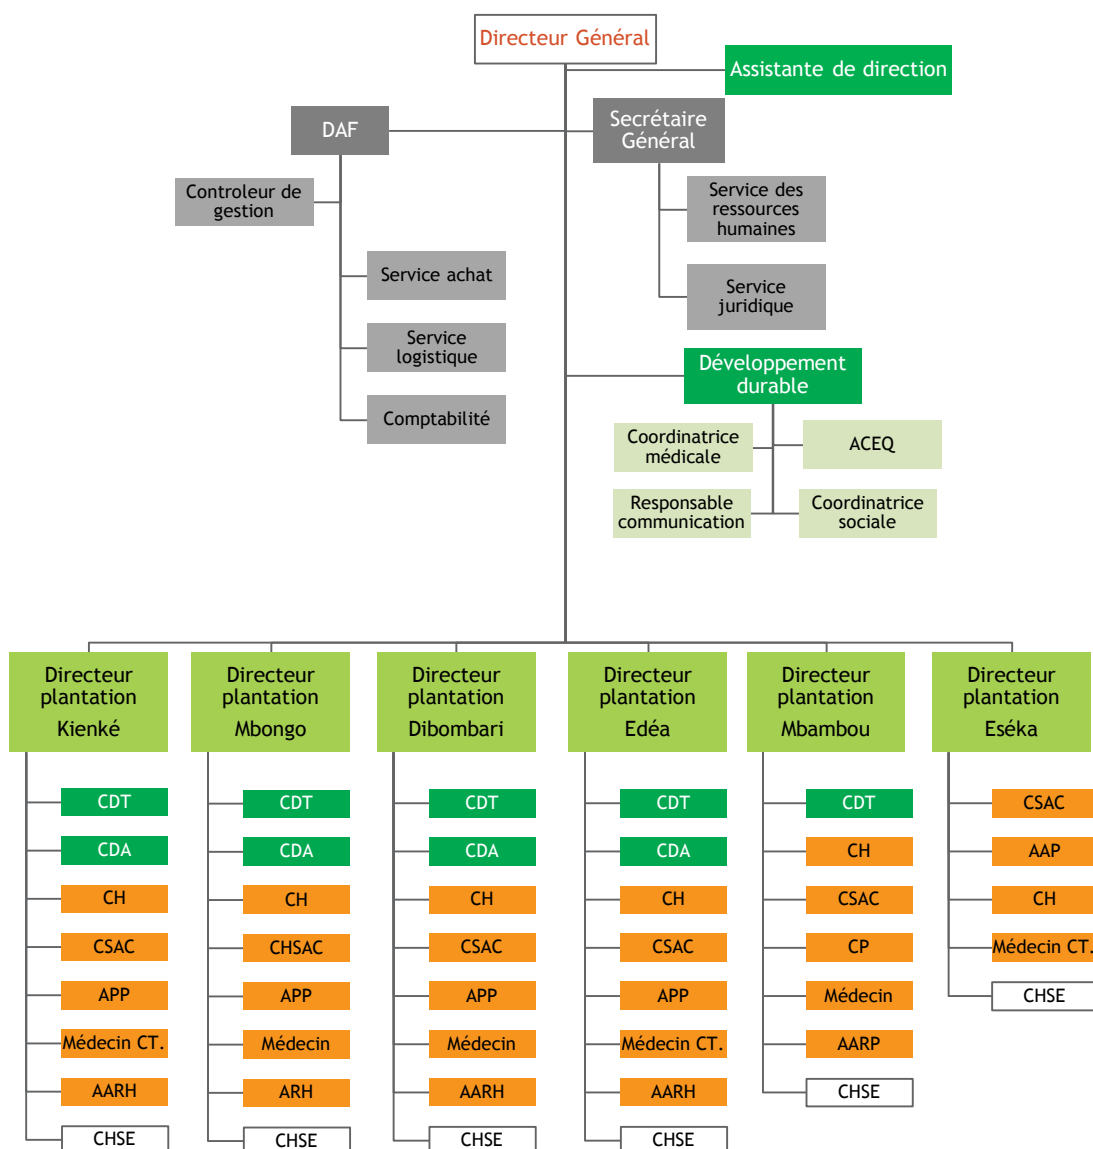 Directeur Général
Assistante de direction
DAF
Secrétaire
Général
Controleur de
gestion
Service des
ressources
humaines
Service achat
Service
juridique
Service
logistique
Développement
durable
Comptabilité
Coordinatrice
médicale
ACEQ
Responsable
communication
Coordinatrice
sociale
Directeur
plantation
Kienké
Directeur
plantation
Mbongo
Directeur
plantation
Dibombari
Directeur
plantation
Edéa
Directeur
plantation
Mbambou
Directeur
plantation
Eséka
CDT
CDA
CH
CSAC
APP
Médecin CT.
AARH
CHSE
CDT
CDA
CH
CHSAC
APP
Médecin
ARH
CHSE
CDT
CDA
CH
CSAC
APP
Médecin
AARH
CHSE
CDT
CDA
CH
CSAC
APP
Médecin CT.
AARH
CHSE
CDT
CH
CSAC
CP
Médecin
AARP
CHSE
CSAC
AAP
CH
Médecin CT.
CHSE